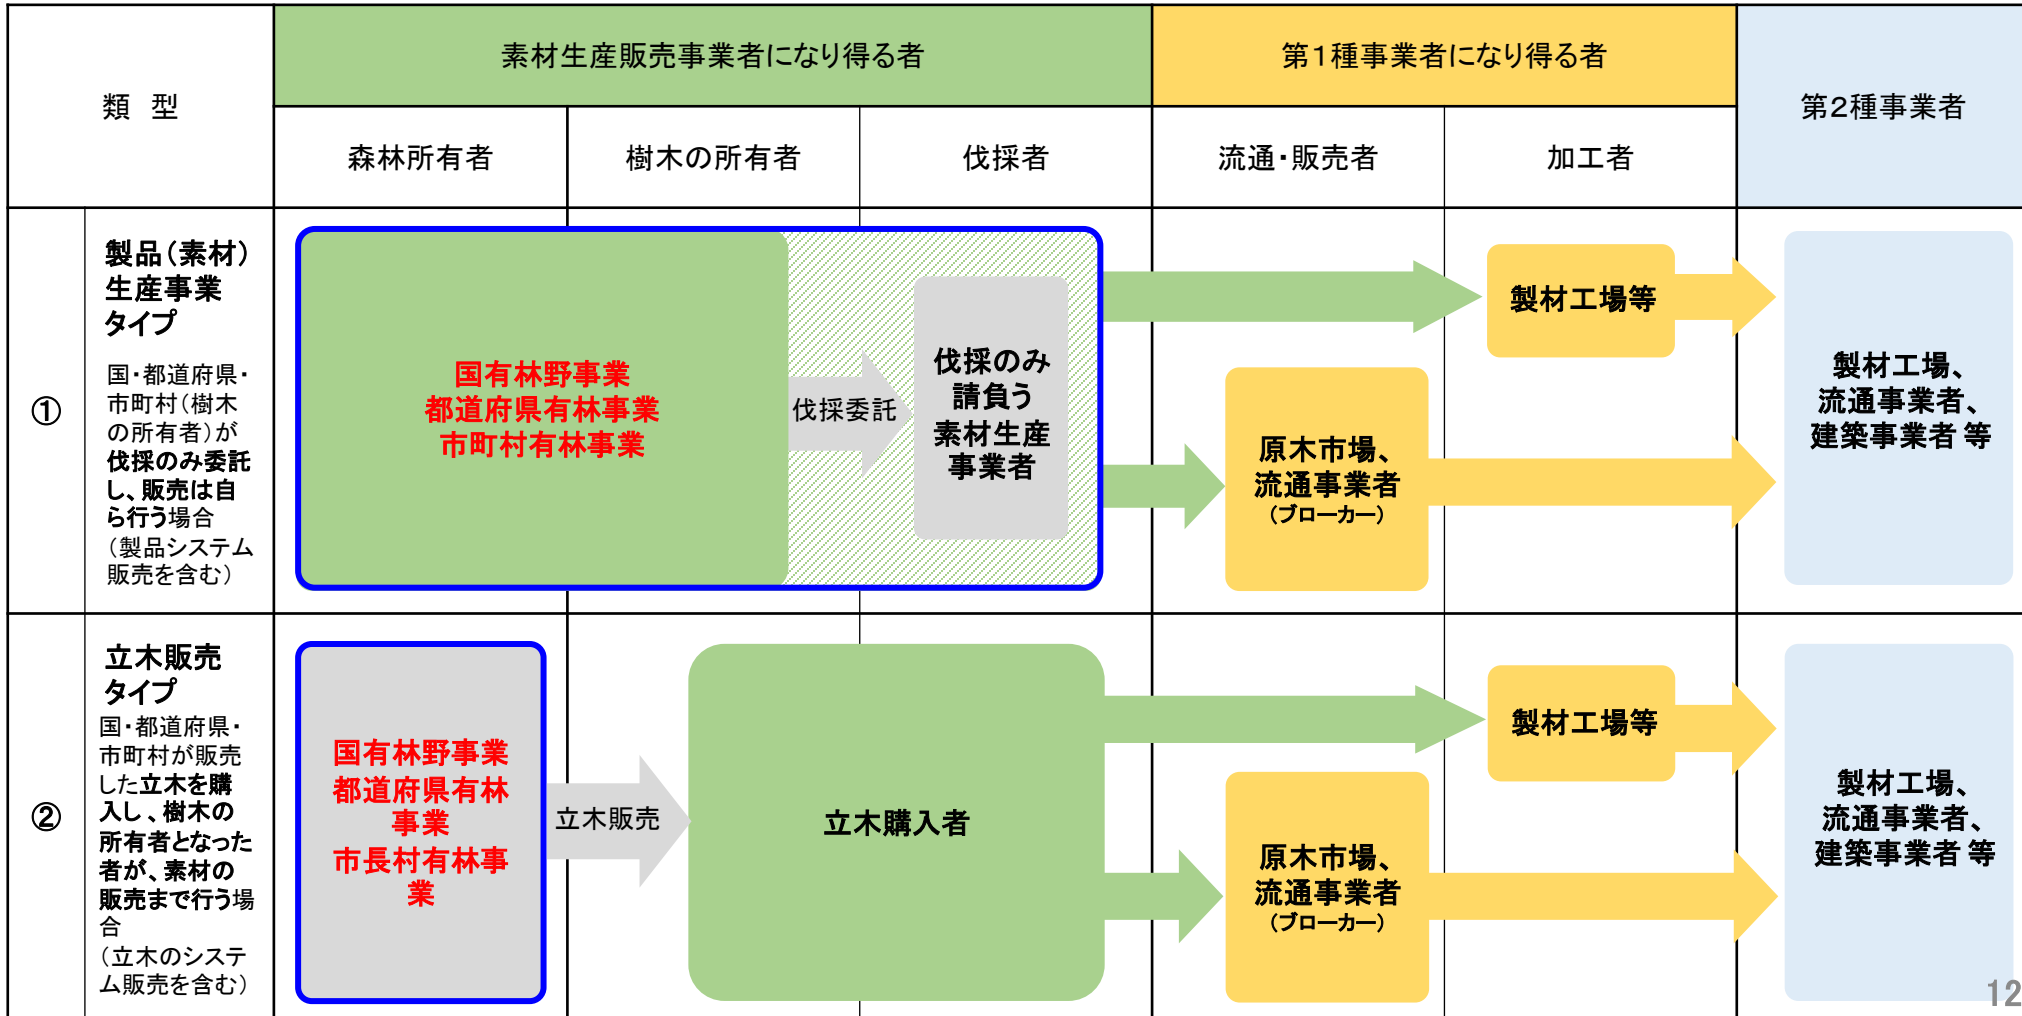 類 型
素材生産販売事業者になり得る者
第1種事業者になり得る者
第2種事業者
森林所有者
樹木の所有者
伐採者
流通・販売者
加工者
①
製品(素材)
生産事業
タイプ
国・都道府県・
市町村(樹木
の所有者)が
伐採のみ委託
し、販売は自
ら行う場合
(製品システム
販売を含む)
国有林野事業
都道府県有林事業
市町村有林事業
伐採委託
伐採のみ
請負う
素材生産
事業者
製材工場等
原木市場、
流通事業者
(ブローカー)
製材工場、
流通事業者、
建築事業者 等
②
立木販売
タイプ
国・都道府県・
市町村が販売
した立木を購
入し、樹木の
所有者となった
者が、素材の
販売まで行う場
合
(立木のシステ
ム販売を含む)
国有林野事業
都道府県有林
事業
市長村有林事
業
立木販売
立木購入者
製材工場等
原木市場、
流通事業者
(ブローカー)
製材工場、
流通事業者、
建築事業者 等
12